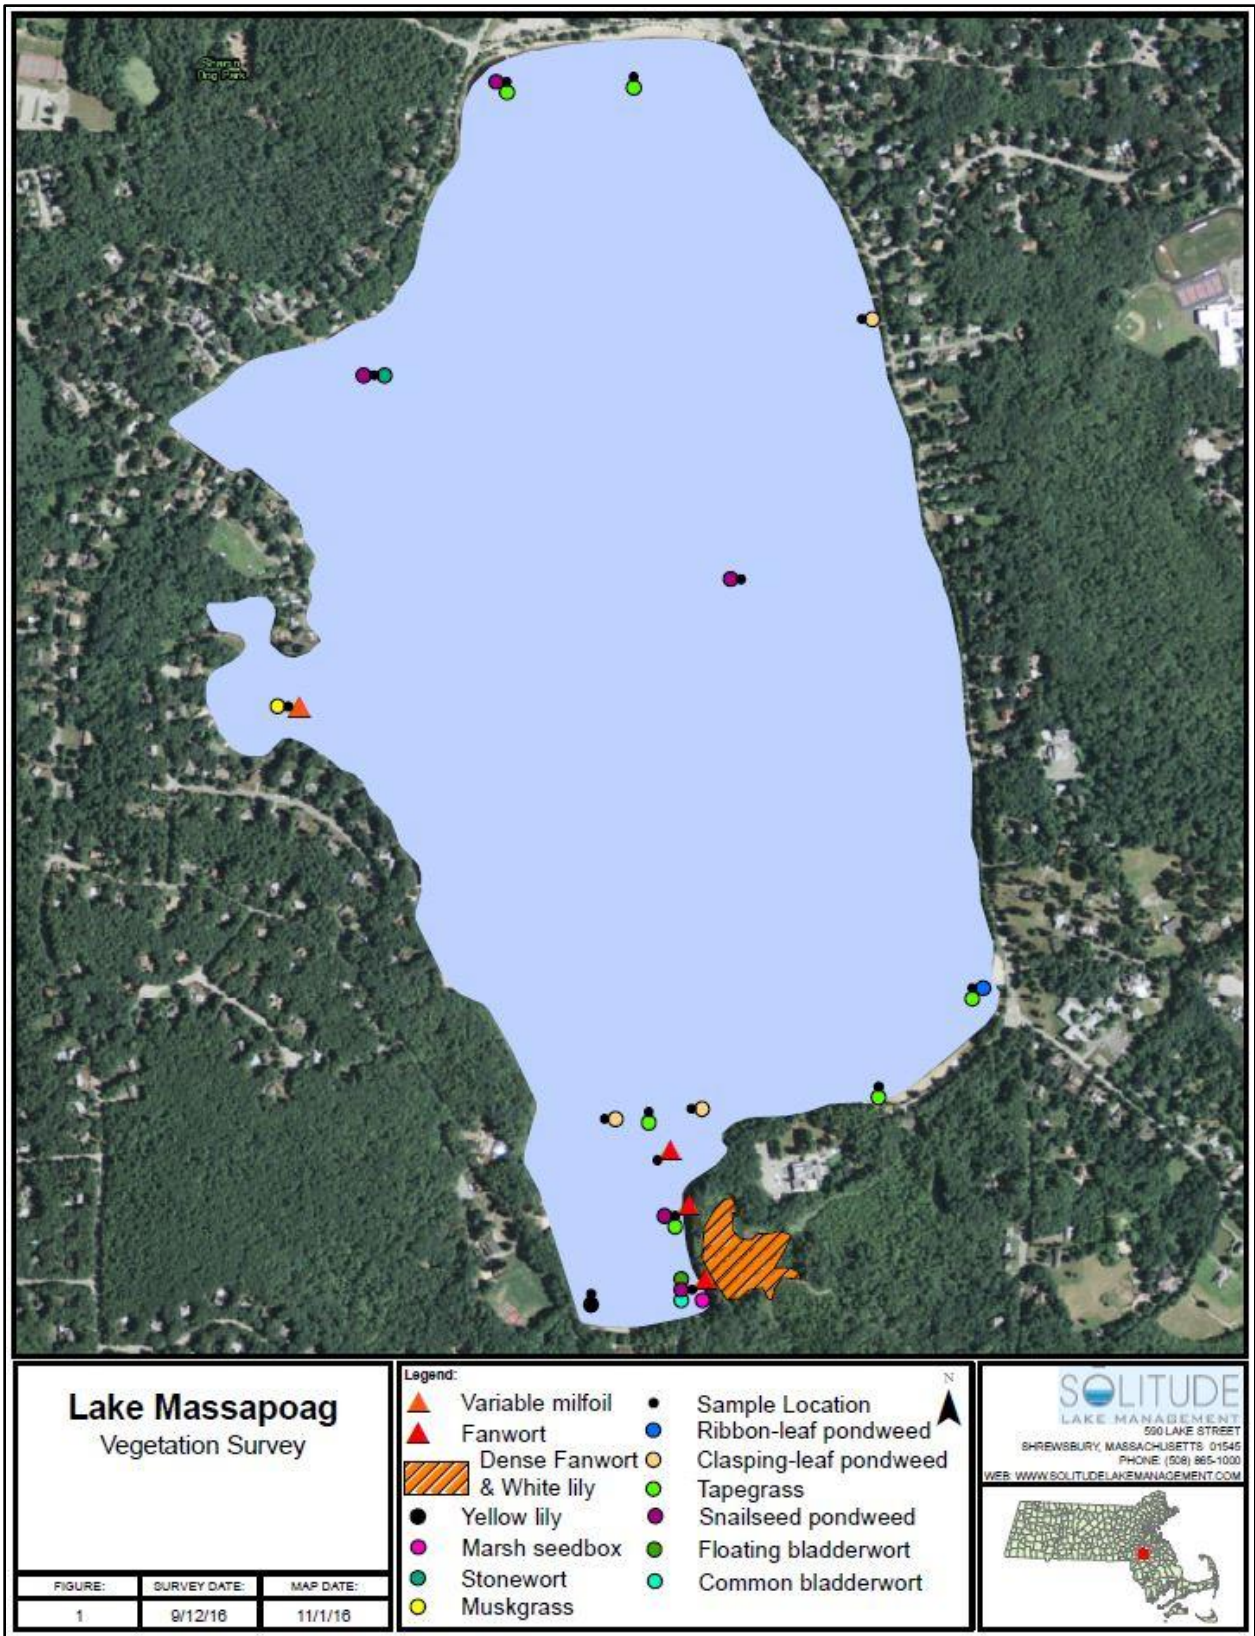 Sharon
Dog Park
Lake Massapoag
Vegetation Survey
FIGURE: SURVEY DATE: MAP DATE:
1 9/12/16 11/1/16
Legend:
Variable milfoil
Fanwort
Dense Fanwort
& White lily
Yellow lily
Marsh seedbox
Stonewort
Muskgrass
Sample Location
Ribbon-leaf pondweed
Clasping-leaf pondweed
Tapegrass
Snailseed pondweed
Floating bladderwort
Common bladderwort
N
SOLITUDE
LAKE MANAGEMENT
590 LAKE STREET
SHREWSBURY, MASSACHUSETTS 01545
PHONE: (508) 865-1000
WEB: WWW.SOLITUDELAKEMANAGEMENT.COM